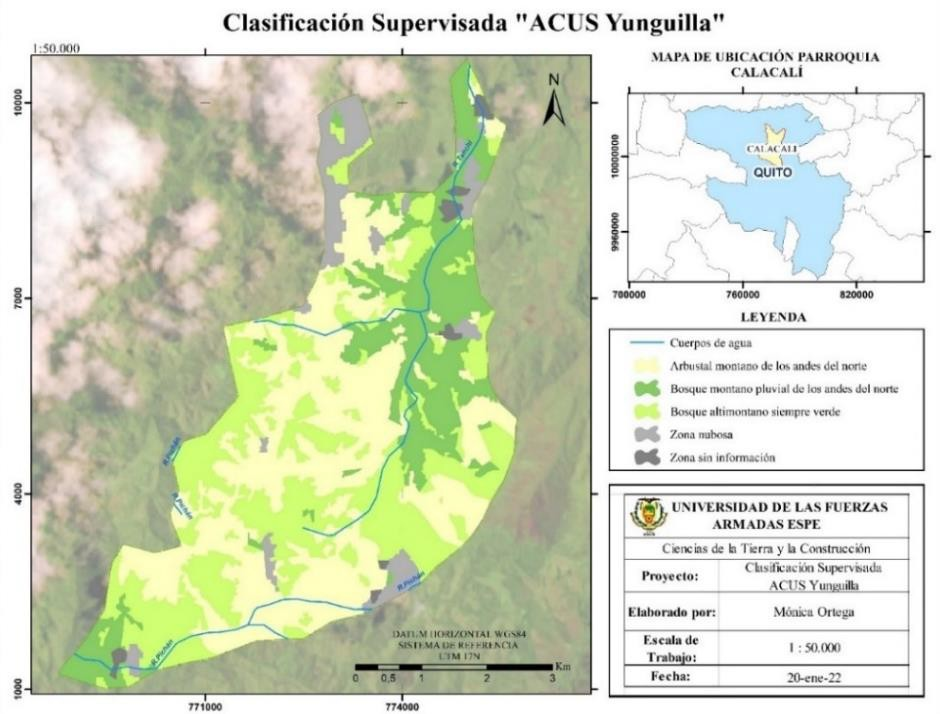 Clasificación Supervisada "ACUS Yunguilla"
1:50.000
10000
7000
4000
1000
771000
774000
N
R.Pichán
R.Pichán
R.Pichán
R.Pichán
DATUM HORIZONTAL WGS84
SISTEMA DE REFERENCIA
UTM 17N
Km
0 0,5 1 2 3
MAPA DE UBICACIÓN PARROQUIA
CALACALÍ
CALACALI
QUITO
10000000
9960000
700000
760000
820000
LEYENDA
Cuerpos de agua
Arbustal montano de los andes del norte
Bosque montano pluvial de los andes del norte
Bosque altimontano siempre verde
Zona nubosa
Zona sin información
UNIVERSIDAD DE LAS FUERZAS
ARMADAS ESPE
Ciencias de la Tierra y la Construcción
Proyecto: Clasificación Supervisada
ACUS Yunguilla
Elaborado por: Mónica Ortega
Escala de
Trabajo: 1 : 50.000
Fecha: 20-ene-22